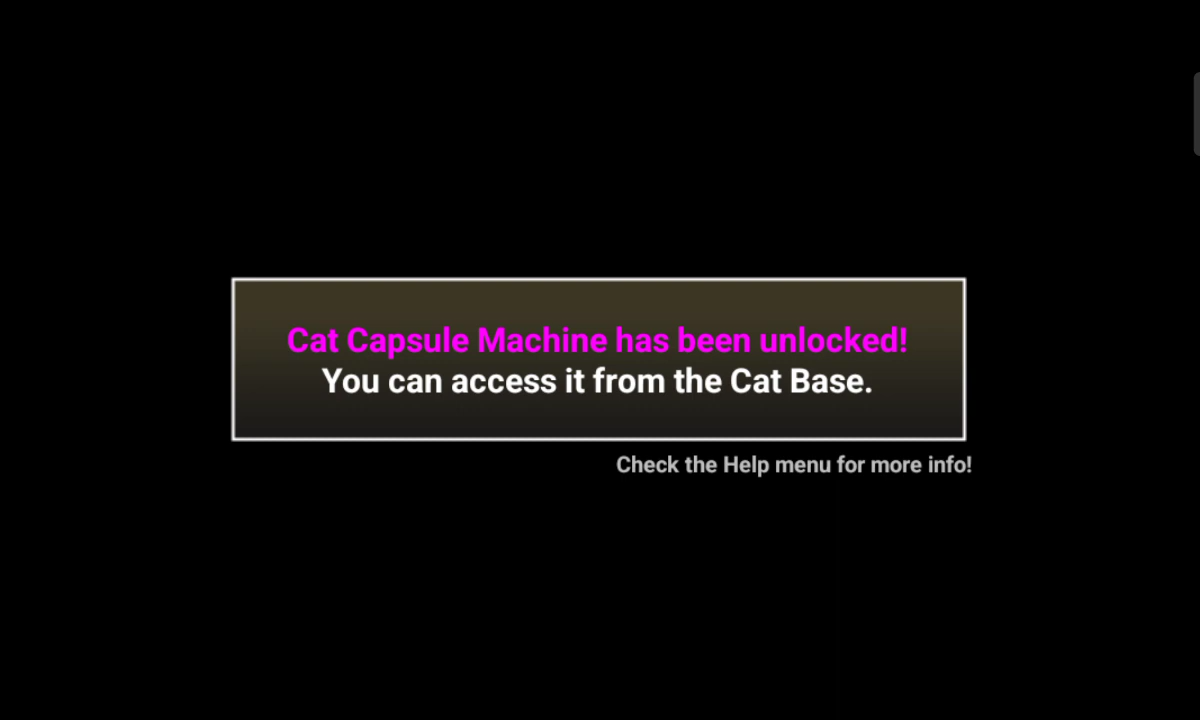 Cat Capsule Machine has been unlocked!
You can access it from the Cat Base.
Check the Help menu for more info!